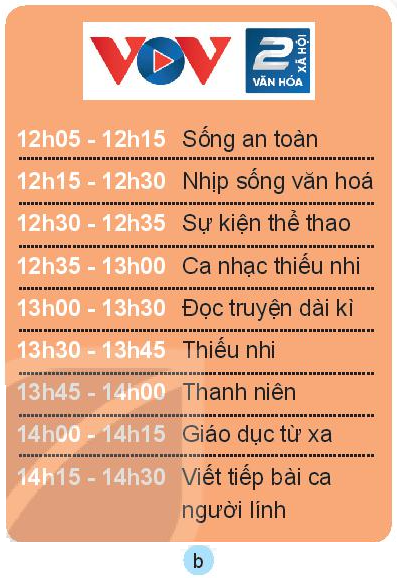 VOV 2 VĂN HÓA XÃ HỘI
12h05 - 12h15 Sống an toàn
12h15 - 12h30 Nhịp sống văn hoá
12h30 - 12h35 Sự kiện thể thao
12h35 - 13h00 Ca nhạc thiếu nhi
13h00 - 13h30 Đọc truyện dài kì
13h30 - 13h45 Thiếu nhi
13h45 - 14h00 Thanh niên
14h00 - 14h15 Giáo dục từ xa
14h15 - 14h30 Viết tiếp bài ca
người lính
b